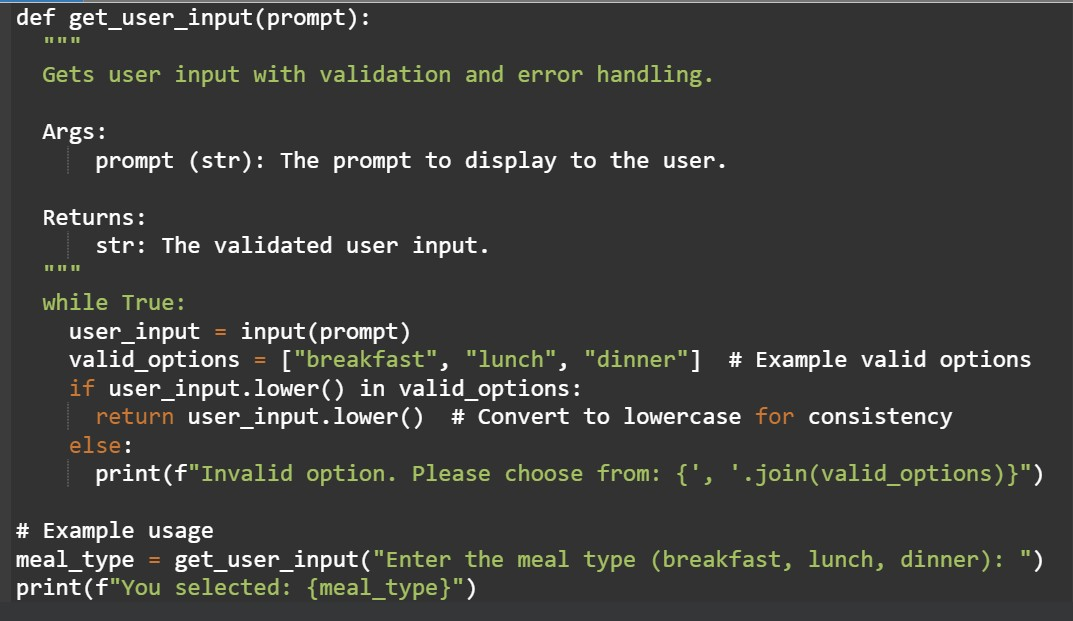 def get_user_input(prompt):
  """
  Gets user input with validation and error handling.

  Args:
      prompt (str): The prompt to display to the user.

  Returns:
      str: The validated user input.
  """
  while True:
    user_input = input(prompt)
    valid_options = ["breakfast", "lunch", "dinner"]  # Example valid options
    if user_input.lower() in valid_options:
      return user_input.lower()  # Convert to lowercase for consistency
    else:
      print(f"Invalid option. Please choose from: {', '.join(valid_options)}")

# Example usage
meal_type = get_user_input("Enter the meal type (breakfast, lunch, dinner): ")
print(f"You selected: {meal_type}")